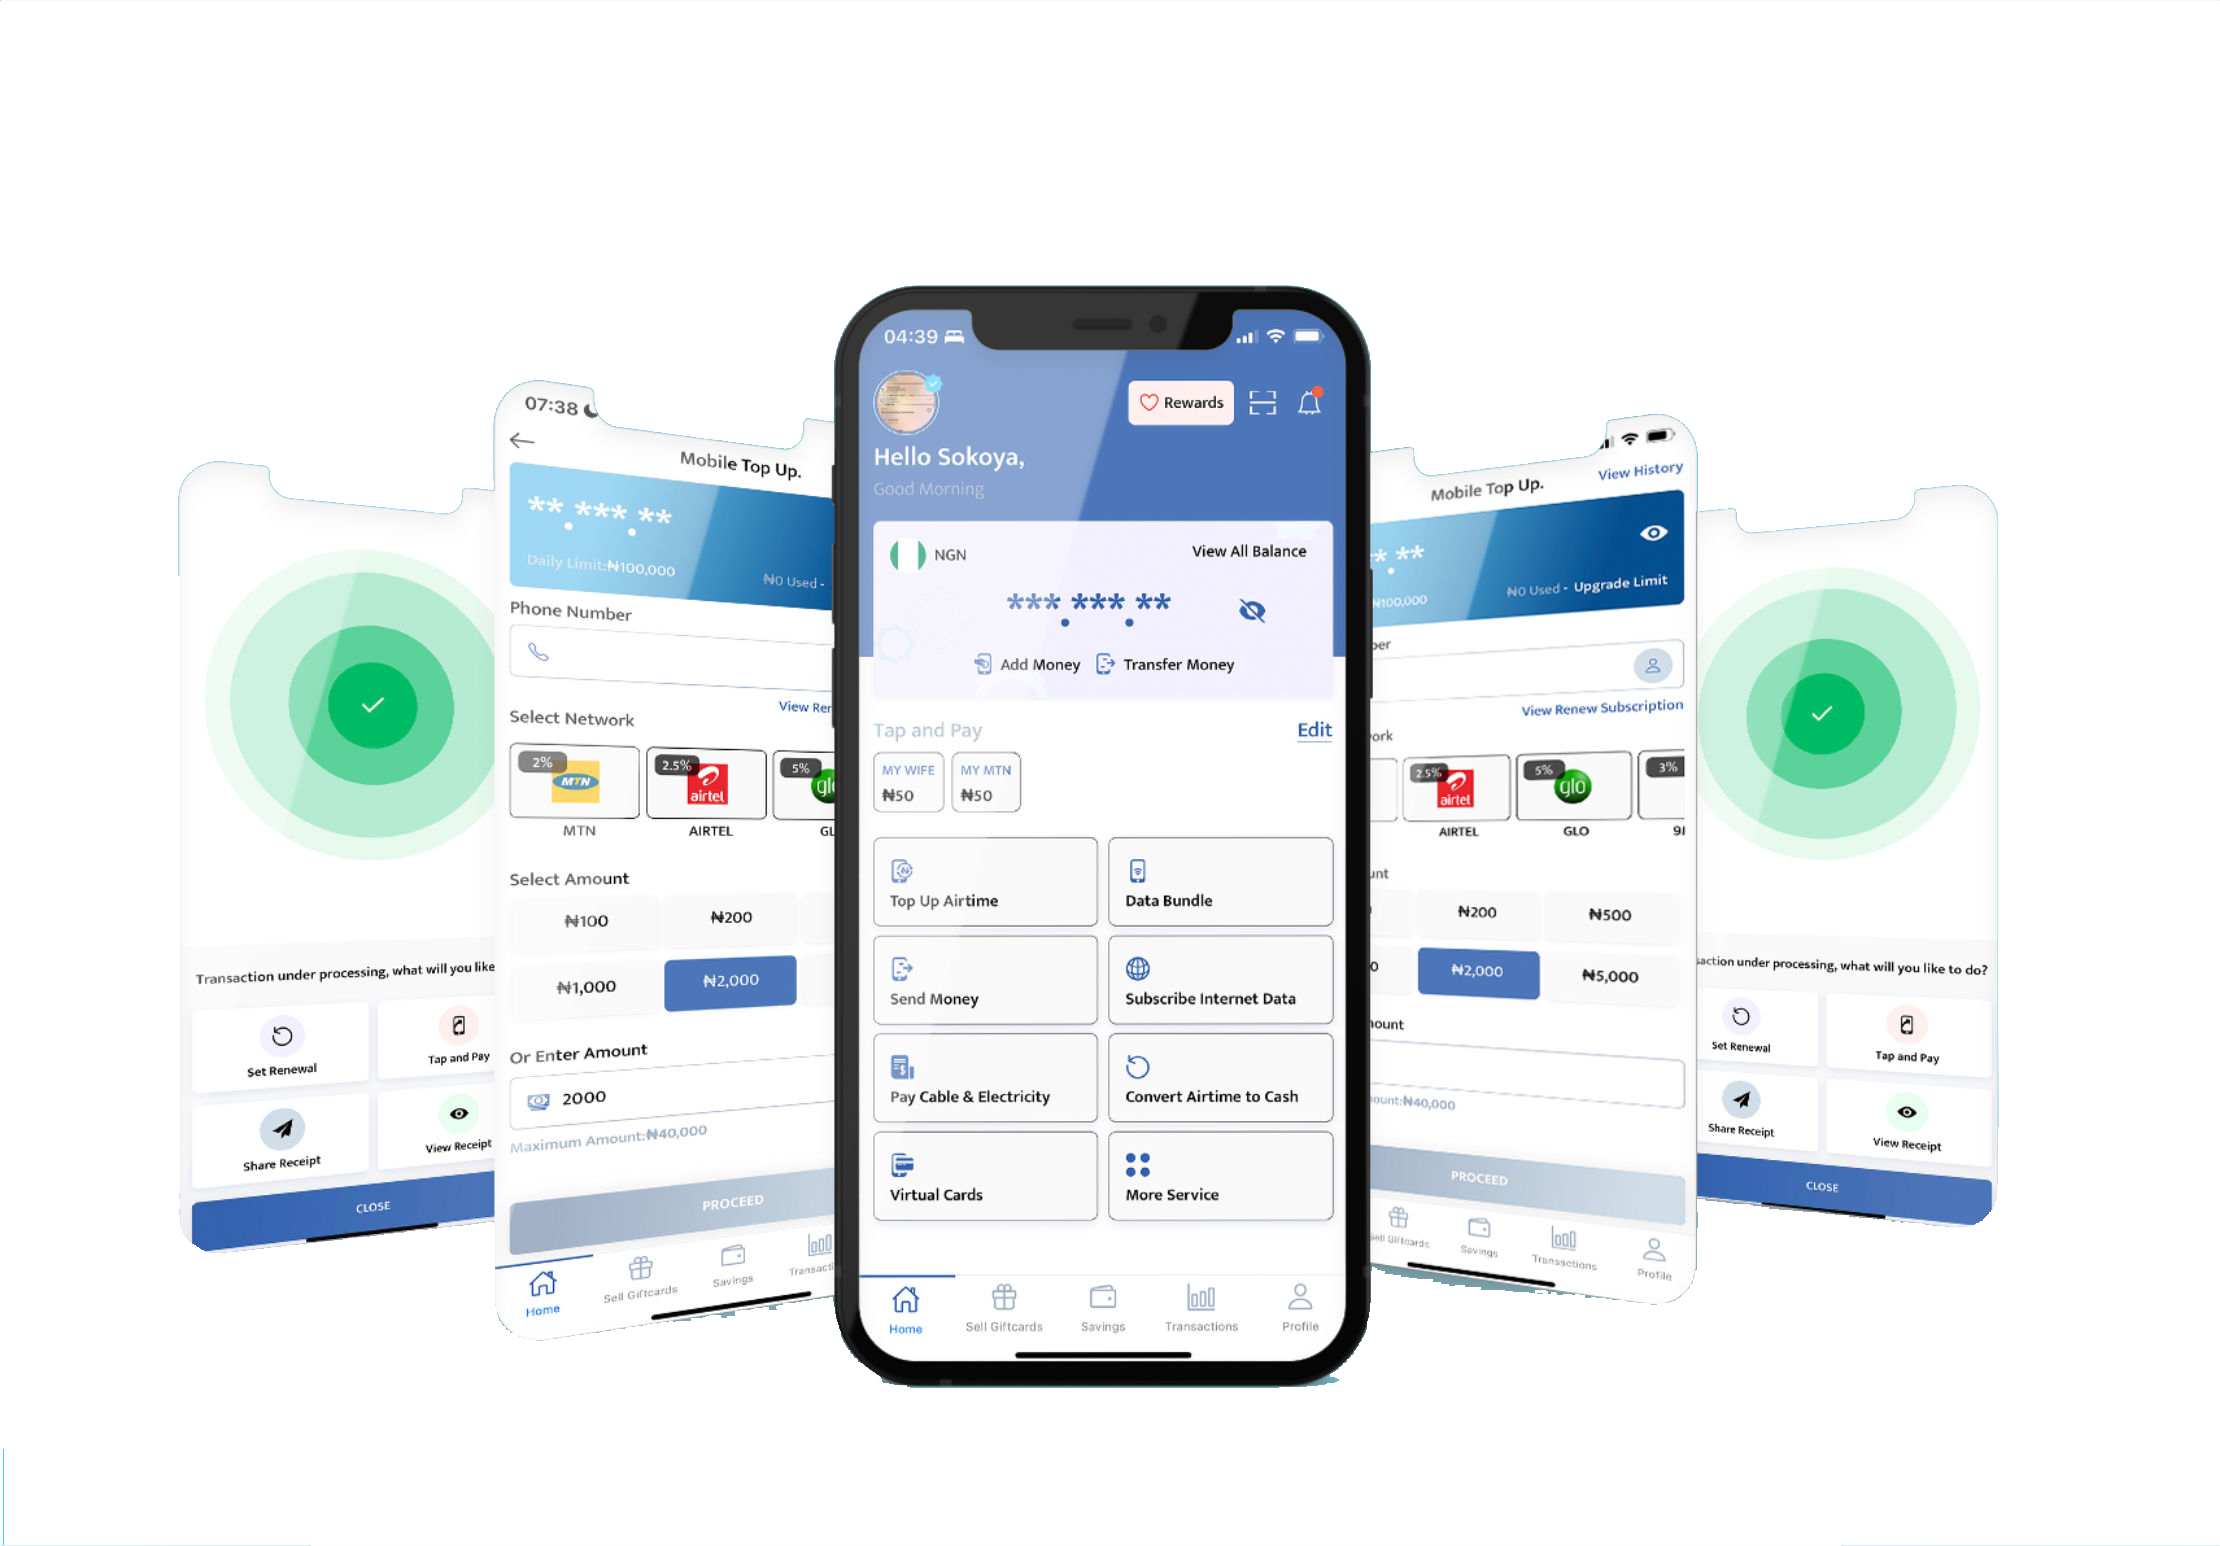 Transaction under processing, what will you like
Set Renewal
Tap and Pay
Share Receipt
View Receipt
CLOSE
07:38
Mobile Top Up.
**.***.**
Daily Limit:₦100,000
₦0 Used -
Phone Number
View Ren
Select Network
2%
MTN
2.5%
airtel
5%
glo
MTN
AIRTEL
GL
Select Amount
₦100
₦200
₦1,000
₦2,000
Or Enter Amount
2000
Maximum Amount:₦40,000
PROCEED
Home
Sell Giftcards
Savings
Transacti
04:39
Rewards
Hello Sokoya,
Good Morning
NGN
View All Balance
***.***.**
Add Money
Transfer Money
Tap and Pay
Edit
MY WIFE
₦50
MY MTN
₦50
Top Up Airtime
Data Bundle
Send Money
Subscribe Internet Data
Pay Cable & Electricity
Convert Airtime to Cash
Virtual Cards
More Service
Home
Sell Giftcards
Savings
Transactions
Profile
Mobile Top Up.
View History
*.**
₦100,000
₦0 Used - Upgrade Limit
ber
View Renew Subscription
ork
2.5%
airtel
5%
glo
3%
AIRTEL
GLO
9I
unt
₦200
₦500
0
₦2,000
₦5,000
nount
ount:₦40,000
PROCEED
Sell Giftcards
Savings
Transactions
Profile
saction under processing, what will you like to do?
Set Renewal
Tap and Pay
Share Receipt
View Receipt
CLOSE